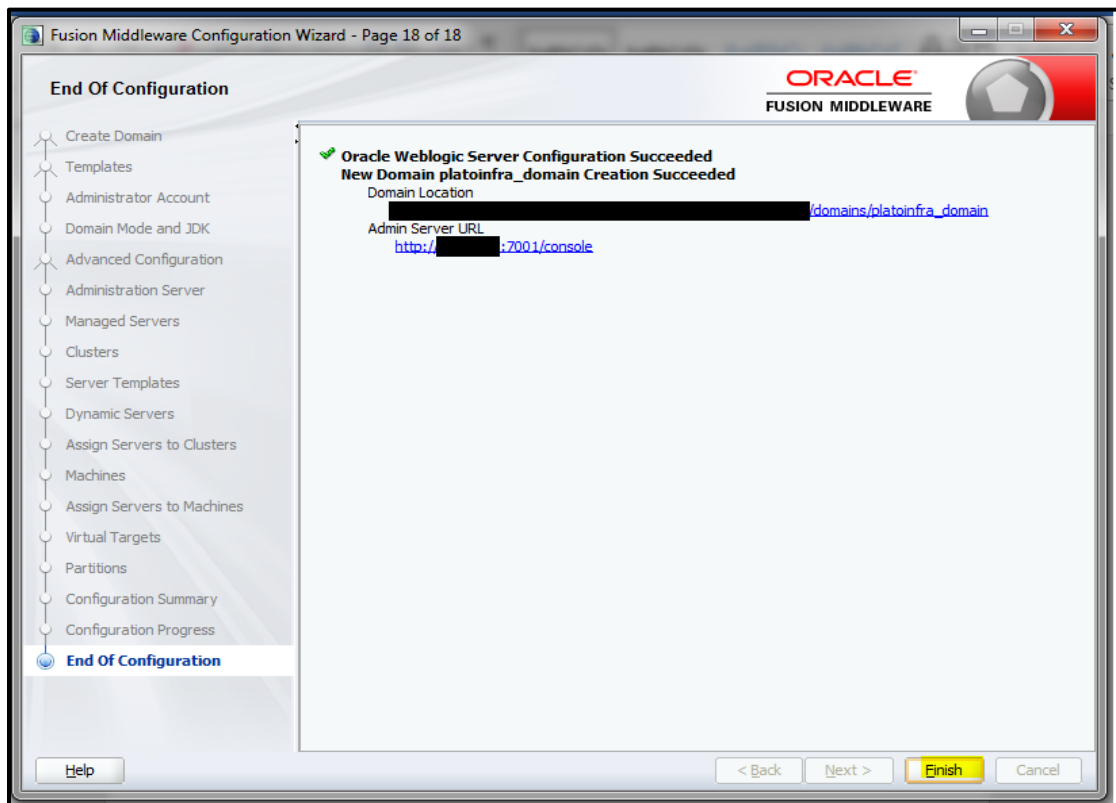 Fusion Middleware Configuration Wizard - Page 18 of 18
End Of Configuration
ORACLE
FUSION MIDDLEWARE
Create Domain
Templates
Administrator Account
Domain Mode and JDK
Advanced Configuration
Administration Server
Managed Servers
Clusters
Server Templates
Dynamic Servers
Assign Servers to Clusters
Machines
Assign Servers to Machines
Virtual Targets
Partitions
Configuration Summary
Configuration Progress
End Of Configuration
Oracle Weblogic Server Configuration Succeeded
New Domain platoinfra_domain Creation Succeeded
Domain Location
/domains/platoinfra_domain
Admin Server URL
http:// :7001/console
Help
< Back Next > Finish Cancel